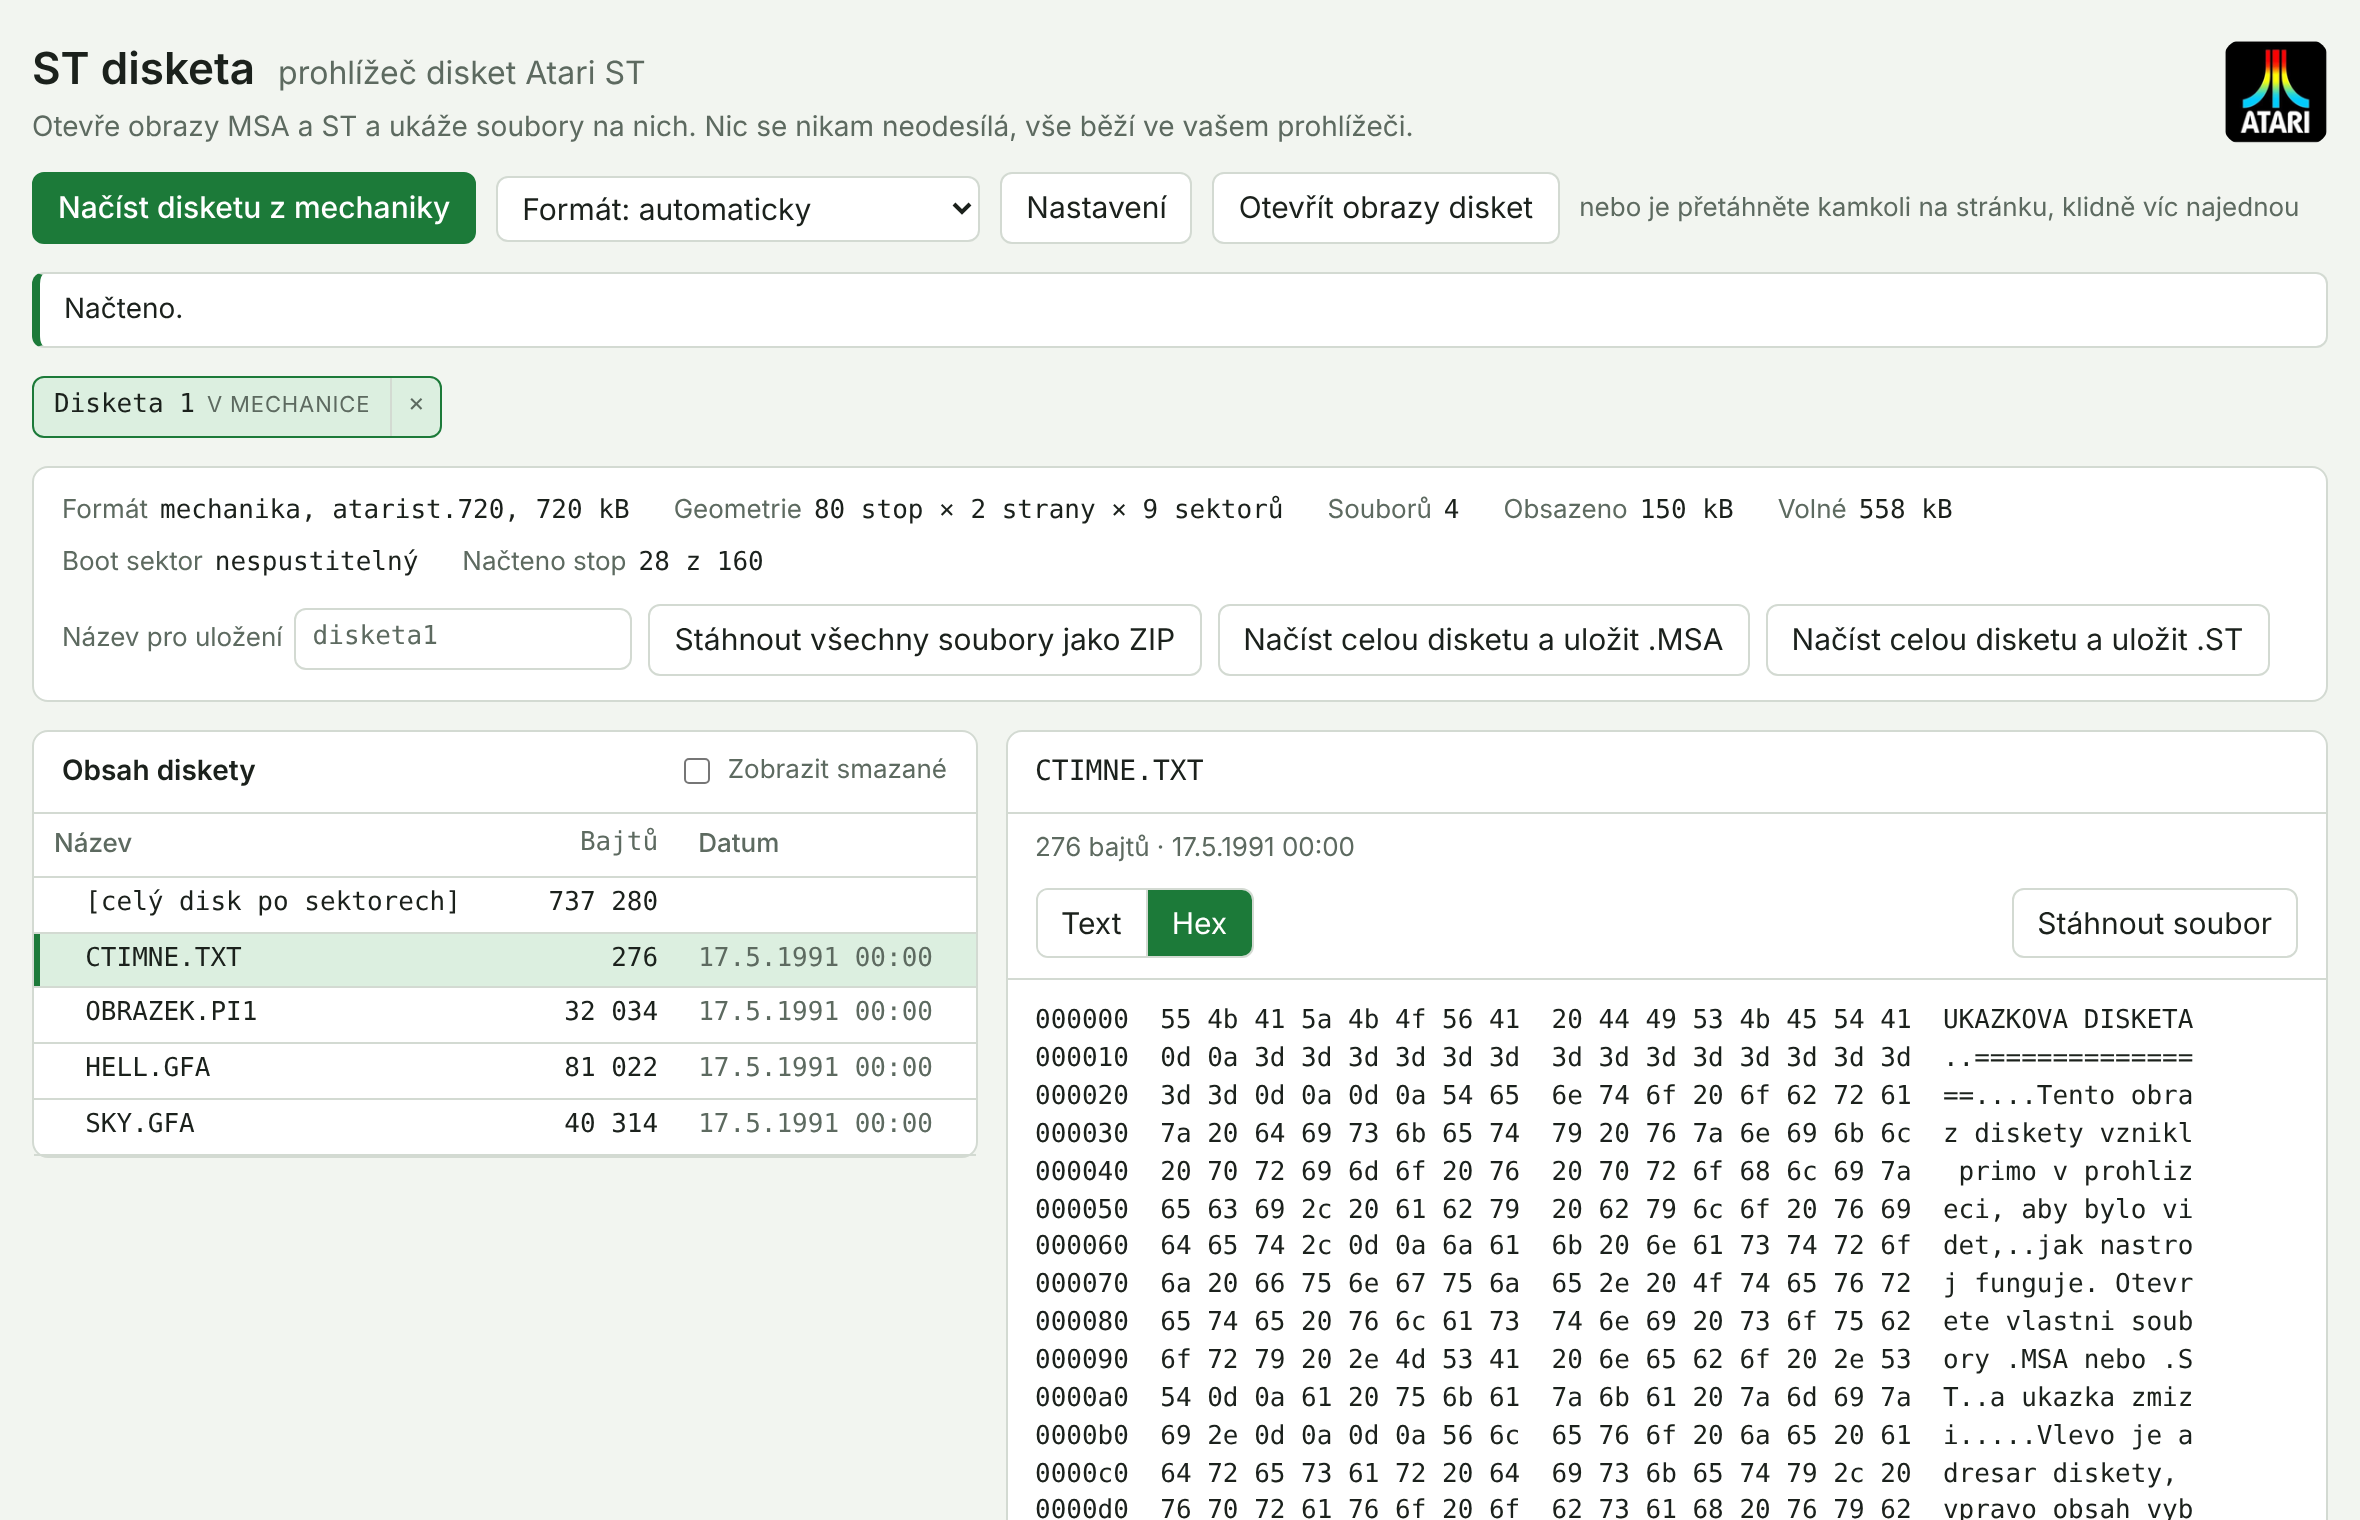 ST disketa prohlížeč disket Atari ST
ATARI
Otevře obrazy MSA a ST a ukáže soubory na nich. Nic se nikam neodesílá, vše běží ve vašem prohlížeči.
Načíst disketu z mechaniky Formát: automaticky Nastavení Otevřít obrazy disket nebo je přetáhněte kamkoli na stránku, klidně víc najednou
Načteno.
Disketa 1 V MECHANICE ×
Formát mechanika, atarist.720, 720 kB Geometrie 80 stop × 2 strany × 9 sektorů Souborů 4 Obsazeno 150 kB Volné 558 kB
Boot sektor nespustitelný Načteno stop 28 z 160
Název pro uložení disketa1 Stáhnout všechny soubory jako ZIP Načíst celou disketu a uložit .MSA Načíst celou disketu a uložit .ST
Obsah diskety Zobrazit smazané
Název Bajtů Datum
[celý disk po sektorech] 737 280
CTIMNE.TXT 276 17.5.1991 00:00
OBRAZEK.PI1 32 034 17.5.1991 00:00
HELL.GFA 81 022 17.5.1991 00:00
SKY.GFA 40 314 17.5.1991 00:00
CTIMNE.TXT
276 bajtů · 17.5.1991 00:00
Text Hex Stáhnout soubor
000000 55 4b 41 5a 4b 4f 56 41 20 44 49 53 4b 45 54 41 UKAZKOVA DISKETA
000010 0d 0a 3d 3d 3d 3d 3d 3d 3d 3d 3d 3d 3d 3d 3d 3d ..==============
000020 3d 3d 0d 0a 0d 0a 54 65 6e 74 6f 20 6f 62 72 61 ==....Tento obra
000030 7a 20 64 69 73 6b 65 74 79 20 76 7a 6e 69 6b 6c z diskety vznikl
000040 20 70 72 69 6d 6f 20 76 20 70 72 6f 68 6c 69 7a primo v prohliz
000050 65 63 69 2c 20 61 62 79 20 62 79 6c 6f 20 76 69 eci, aby bylo vi
000060 64 65 74 2c 0d 0a 6a 61 6b 20 6e 61 73 74 72 6f det,..jak nastro
000070 6a 20 66 75 6e 67 75 6a 65 2e 20 4f 74 65 76 72 j funguje. Otevr
000080 65 74 65 20 76 6c 61 73 74 6e 69 20 73 6f 75 62 ete vlastni soub
000090 6f 72 79 20 2e 4d 53 41 20 6e 65 62 6f 20 2e 53 ory .MSA nebo .S
0000a0 54 0d 0a 61 20 75 6b 61 7a 6b 61 20 7a 6d 69 7a T..a ukazka zmiz
0000b0 69 2e 0d 0a 0d 0a 56 6c 65 76 6f 20 6a 65 20 61 i.....Vlevo je a
0000c0 64 72 65 73 61 72 20 64 69 73 6b 65 74 79 2c 20 dresar diskety,
0000d0 76 70 72 61 76 6f 20 6f 62 73 61 68 20 76 79 62 vpravo obsah vyb